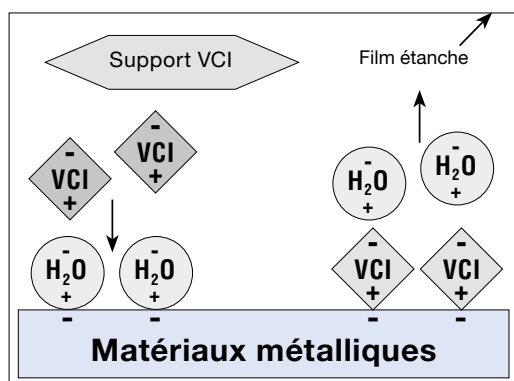 Support VCI
Film étanche
-
VCI
+
-
VCI
+
-
H₂O
+
-
H₂O
+
-
H₂O
+
-
H₂O
+
-
VCI
+
-
VCI
+
- - - -
Matériaux métalliques